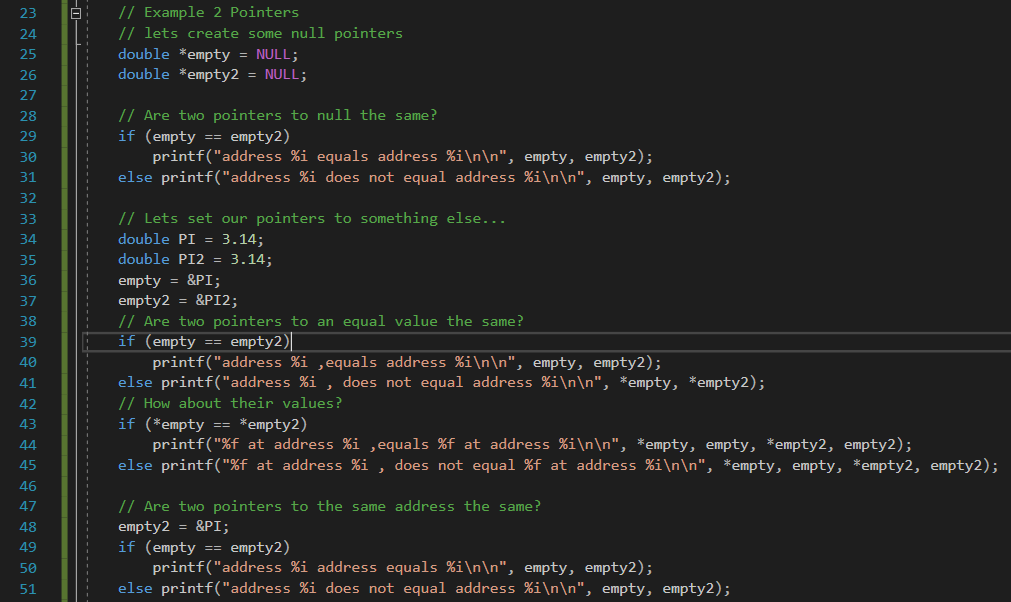 23 // Example 2 Pointers
24 // lets create some null pointers
25 double *empty = NULL;
26 double *empty2 = NULL;
27
28 // Are two pointers to null the same?
29 if (empty == empty2)
30 printf("address %i equals address %i\n\n", empty, empty2);
31 else printf("address %i does not equal address %i\n\n", empty, empty2);
32
33 // Lets set our pointers to something else...
34 double PI = 3.14;
35 double PI2 = 3.14;
36 empty = &PI;
37 empty2 = &PI2;
38 // Are two pointers to an equal value the same?
39 if (empty == empty2)
40 printf("address %i ,equals address %i\n\n", empty, empty2);
41 else printf("address %i , does not equal address %i\n\n", *empty, *empty2);
42 // How about their values?
43 if (*empty == *empty2)
44 printf("%f at address %i ,equals %f at address %i\n\n", *empty, empty, *empty2, empty2);
45 else printf("%f at address %i , does not equal %f at address %i\n\n", *empty, empty, *empty2, empty2);
46
47 // Are two pointers to the same address the same?
48 empty2 = &PI;
49 if (empty == empty2)
50 printf("address %i address equals %i\n\n", empty, empty2);
51 else printf("address %i does not equal address %i\n\n", empty, empty2);